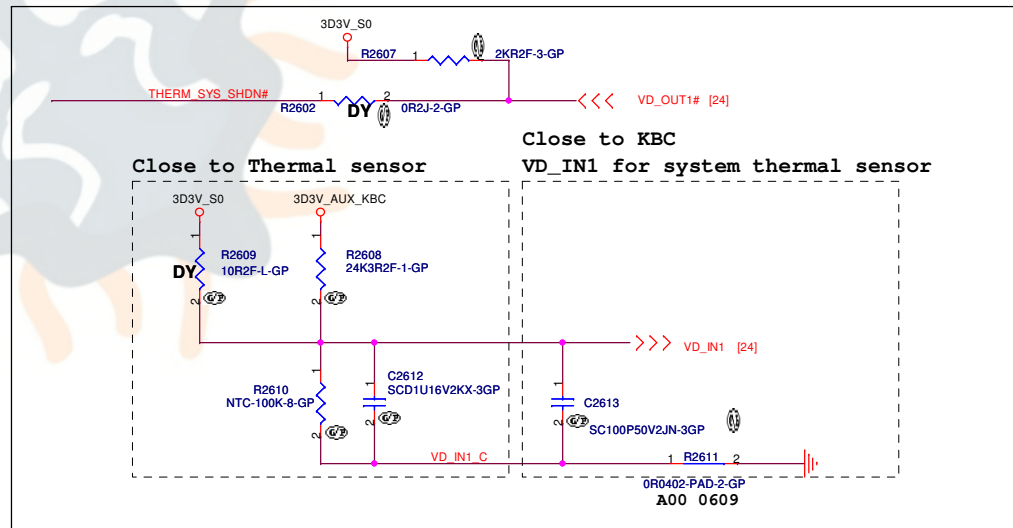 3D3V_S0
R2607 1 2 2KR2F-3-GP
THERM_SYS_SHDN# R2602 1 2 0R2J-2-GP VD_OUT1# [24]
DY
Close to KBC
Close to Thermal sensor VD_IN1 for system thermal sensor
3D3V_S0 3D3V_AUX_KBC
1 1
R2609 R2608
DY 10R2F-L-GP 24K3R2F-1-GP
2 G/P 2 G/P
VD_IN1 [24]
1 1 1
C2612
R2610 SCD1U16V2KX-3GP
NTC-100K-8-GP C2613
2 G/P 2 G/P 2 G/P SC100P50V2JN-3GP
VD_IN1_C 1 R2611 2
0R0402-PAD-2-GP
A00 0609